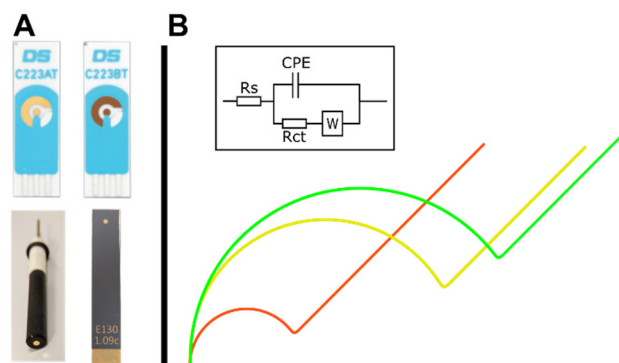 A
B
DS
C223AT
DS
C223BT
E130
1.09c
CPE
Rs
Rct
W